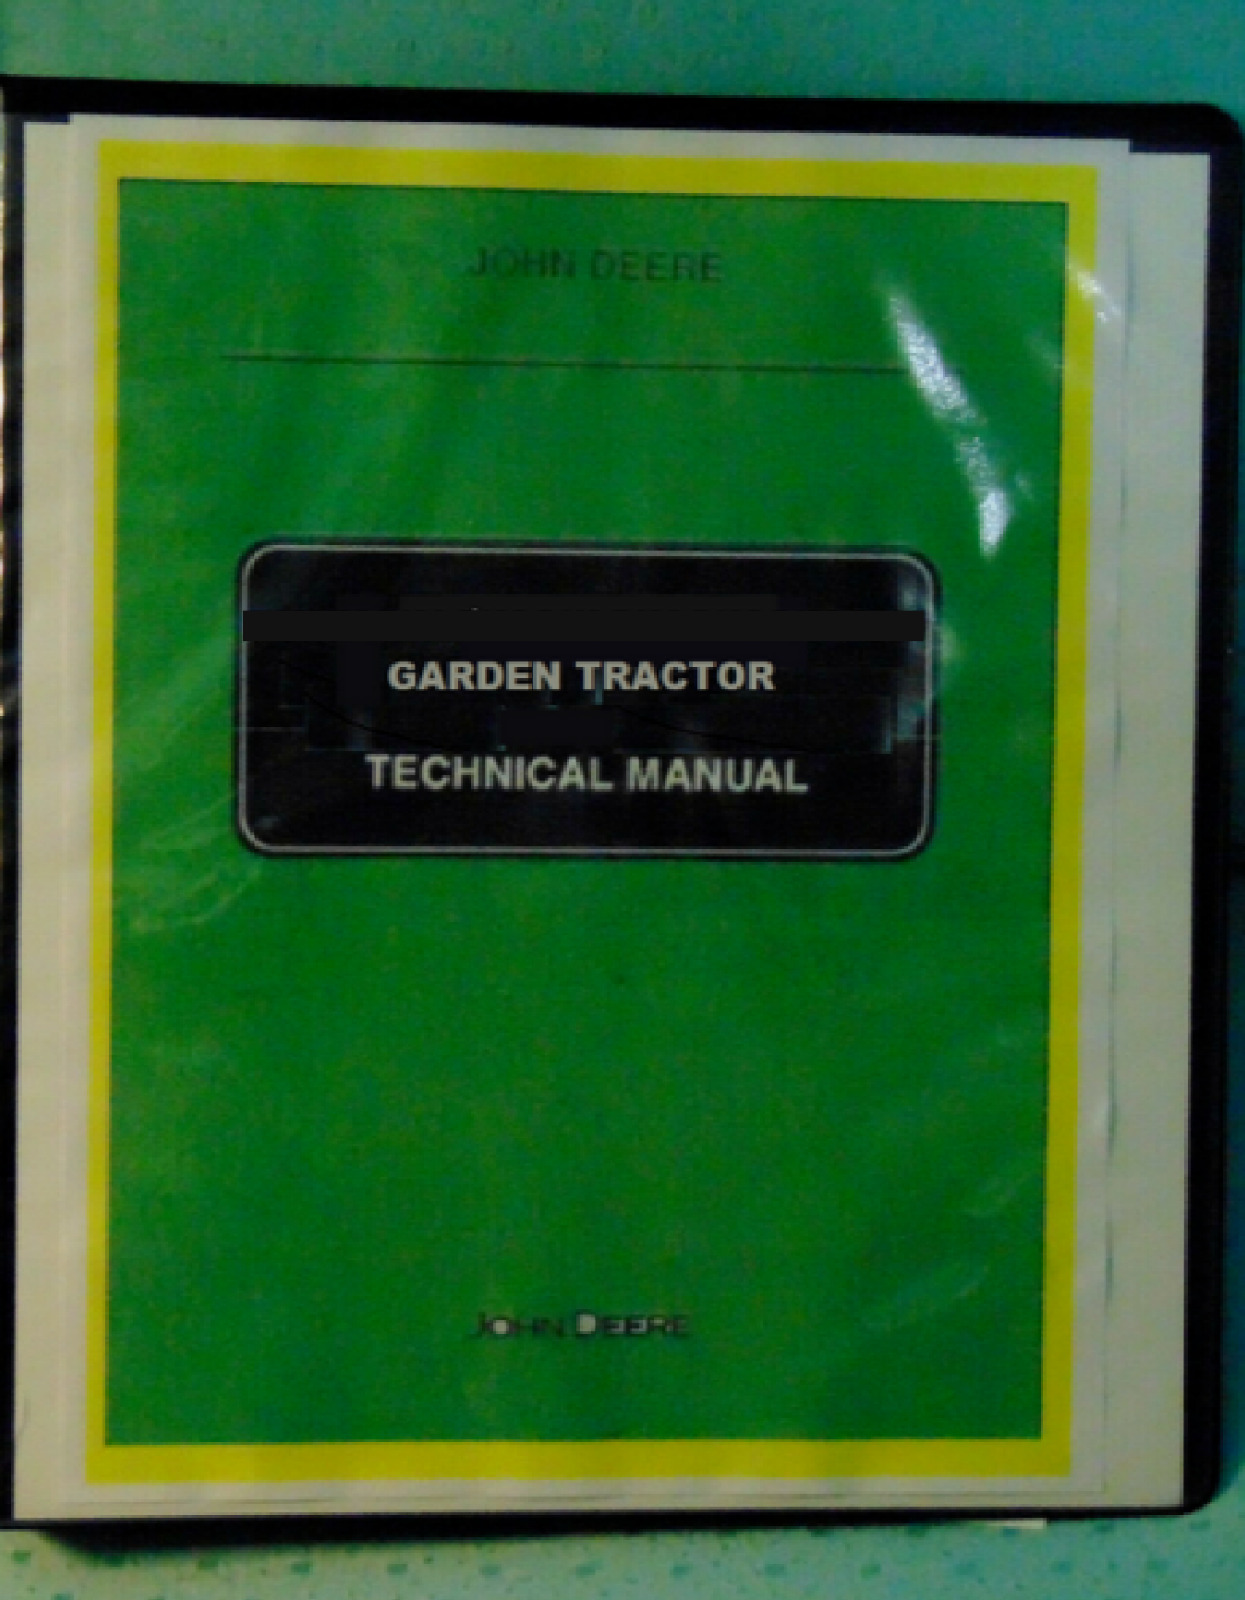 JOHN DEERE
GARDEN TRACTOR
TECHNICAL MANUAL
JOHN DEERE